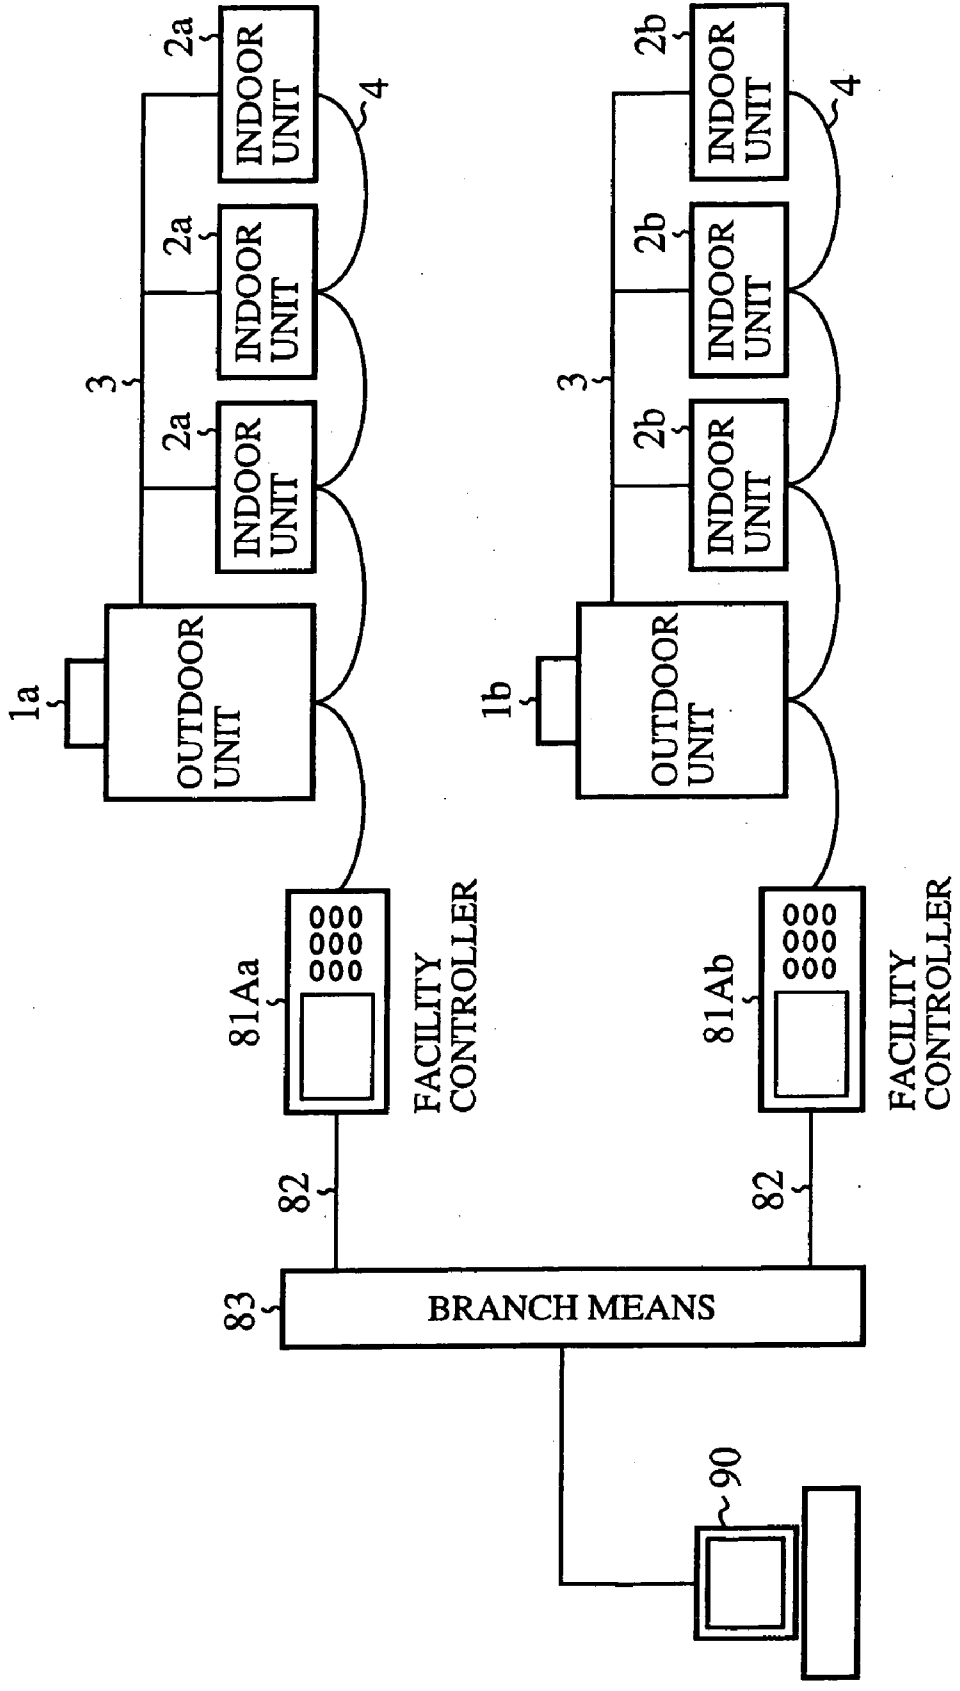 1a
3
2a
2a
2a
OUTDOOR
UNIT
INDOOR
UNIT
INDOOR
UNIT
INDOOR
UNIT
4
81Aa
FACILITY
CONTROLLER
82
83
BRANCH MEANS
1b
3
2b
2b
2b
OUTDOOR
UNIT
INDOOR
UNIT
INDOOR
UNIT
INDOOR
UNIT
4
81Ab
FACILITY
CONTROLLER
82
90